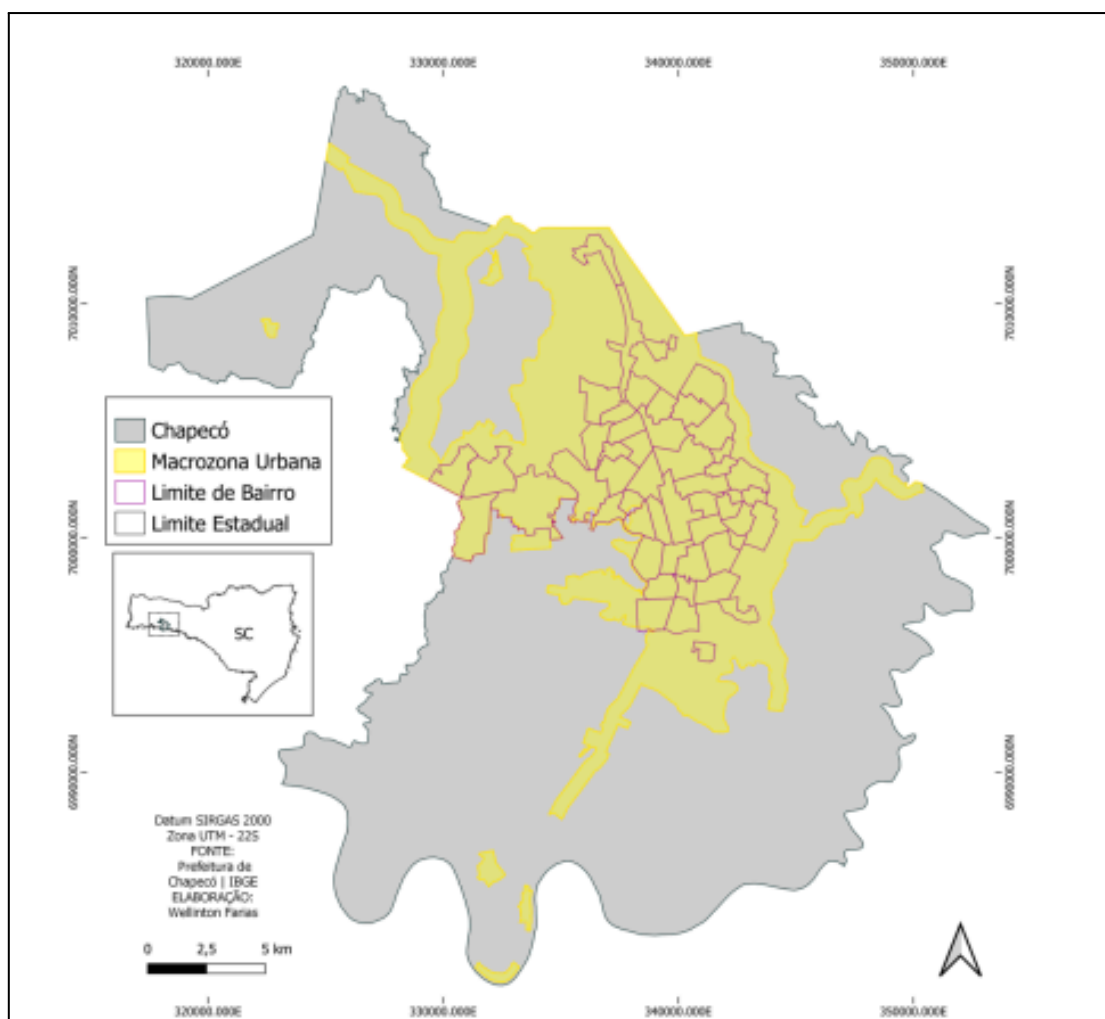 320000.000E 330000.000E 340000.000E 350000.000E
7010000.000N 7010000.000N
Chapecó
Macrozona Urbana
Limite de Bairro
Limite Estadual
7000000.000N 7000000.000N
SC
6990000.000N 6990000.000N
Datum SIRGAS 2000
Zona UTM - 22S
FONTE:
Prefeitura de
Chapecó | IBGE
ELABORAÇÃO:
Wellinton Farias
0 2,5 5 km
320000.000E 330000.000E 340000.000E 350000.000E